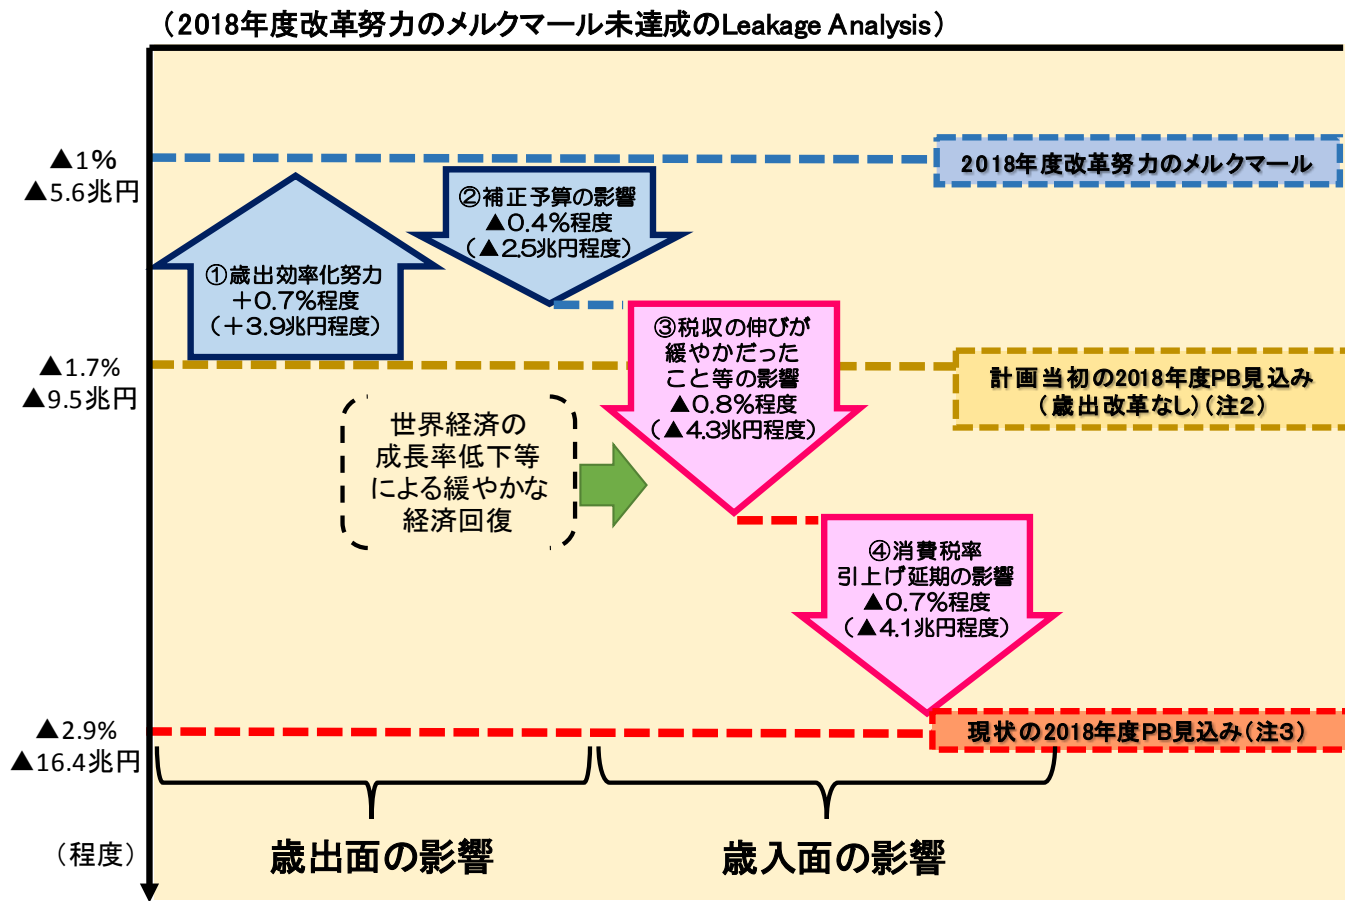 （2018年度改革努力のメルクマール未達成のLeakage Analysis）
▲1%
▲5.6兆円
2018年度改革努力のメルクマール
②補正予算の影響
▲0.4%程度
（▲2.5兆円程度）
①歳出効率化努力
＋0.7%程度
（＋3.9兆円程度）
▲1.7%
▲9.5兆円
③税収の伸びが
緩やかだった
こと等の影響
▲0.8%程度
（▲4.3兆円程度）
計画当初の2018年度PB見込み
（歳出改革なし）（注2）
世界経済の
成長率低下等
による緩やかな
経済回復
④消費税率
引上げ延期の影響
▲0.7%程度
（▲4.1兆円程度）
▲2.9%
▲16.4兆円
現状の2018年度PB見込み（注3）
（程度）
歳出面の影響
歳入面の影響